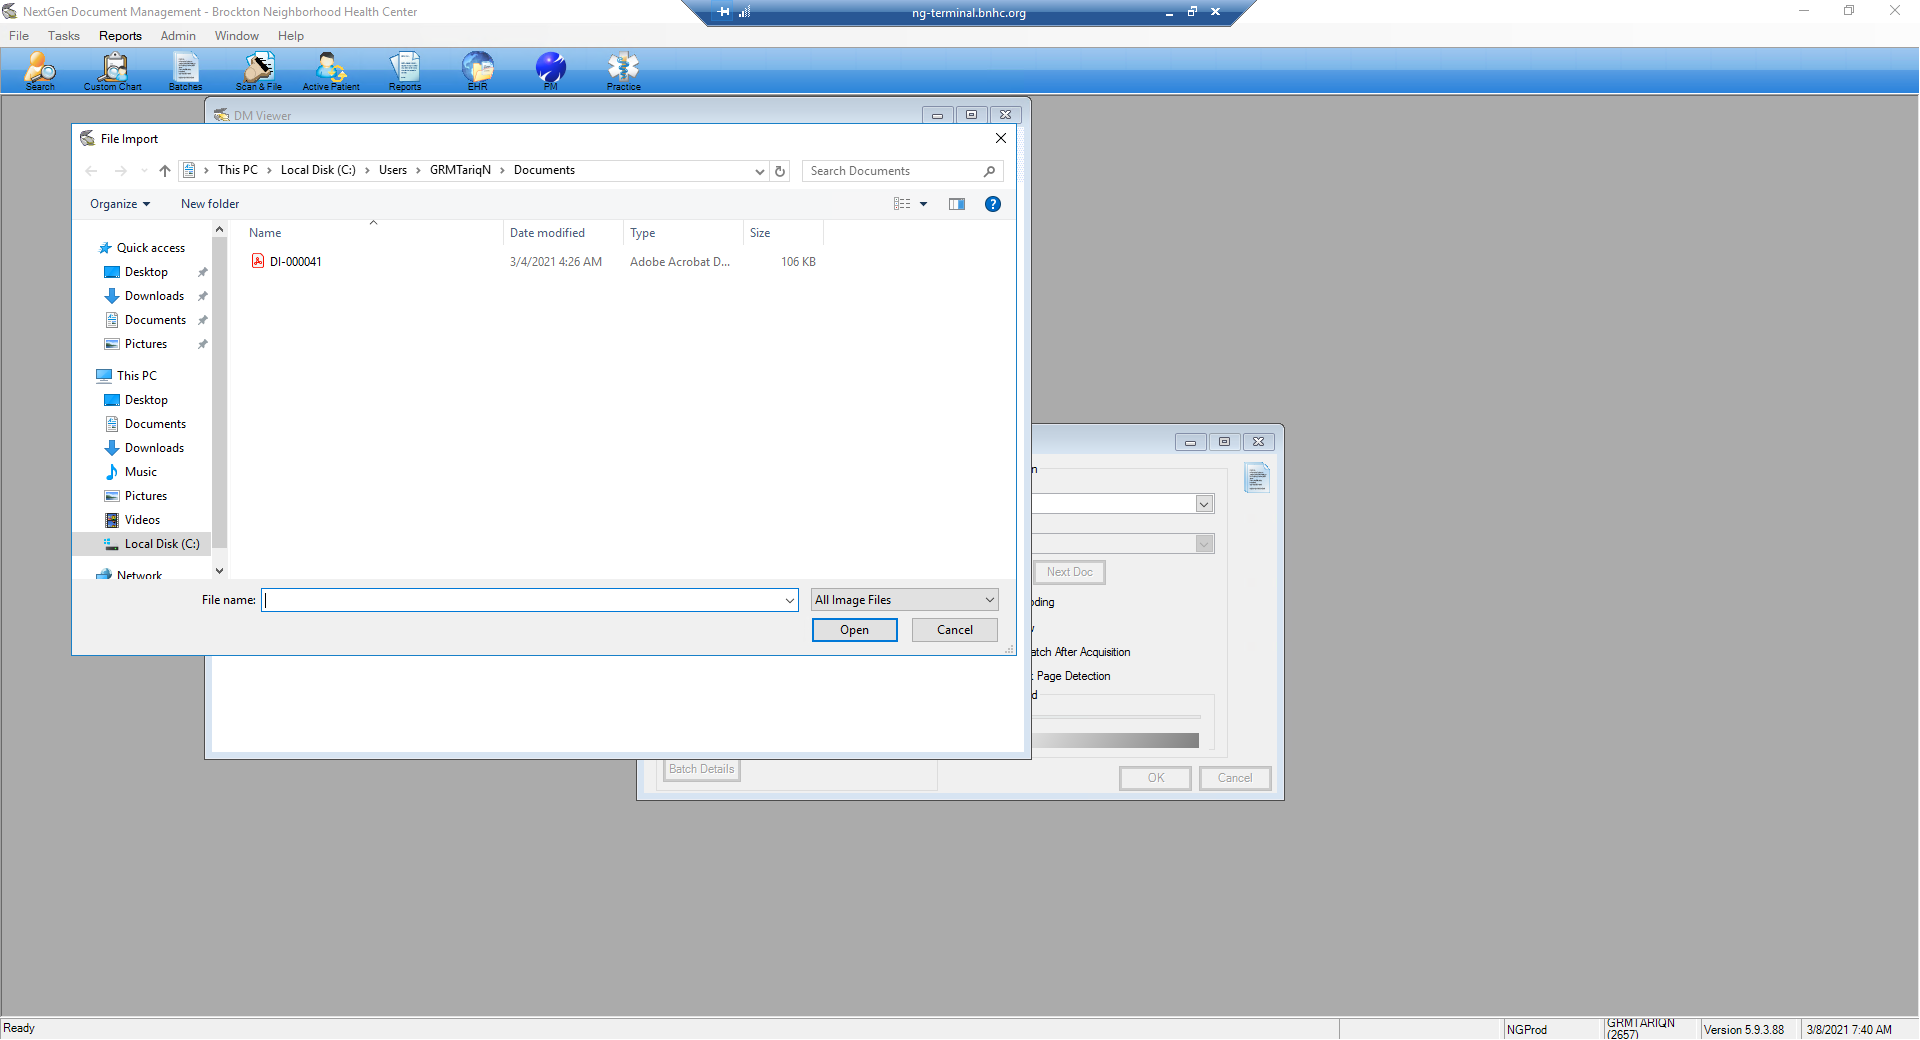 NextGen Document Management - Brockton Neighborhood Health Center
ng-terminal.bnhc.org
File Tasks Reports Admin Window Help
Search Custom Chart Batches Scan & File Active Patient Reports EHR PM Practice
DM Viewer
File Import
This PC Local Disk (C:) Users GRMTariqN Documents
Search Documents
Organize New folder
Name Date modified Type Size
DI-000041 3/4/2021 4:26 AM Adobe Acrobat D... 106 KB
Quick access
Desktop
Downloads
Documents
Pictures
This PC
Desktop
Documents
Downloads
Music
Pictures
Videos
Local Disk (C:)
Network
File name: All Image Files
Open Cancel
n
Next Doc
oding
atch After Acquisition
Page Detection
d
Batch Details
OK Cancel
Ready
NGProd
GRMTARIQN
(2657)
Version 5.9.3.88
3/8/2021 7:40 AM